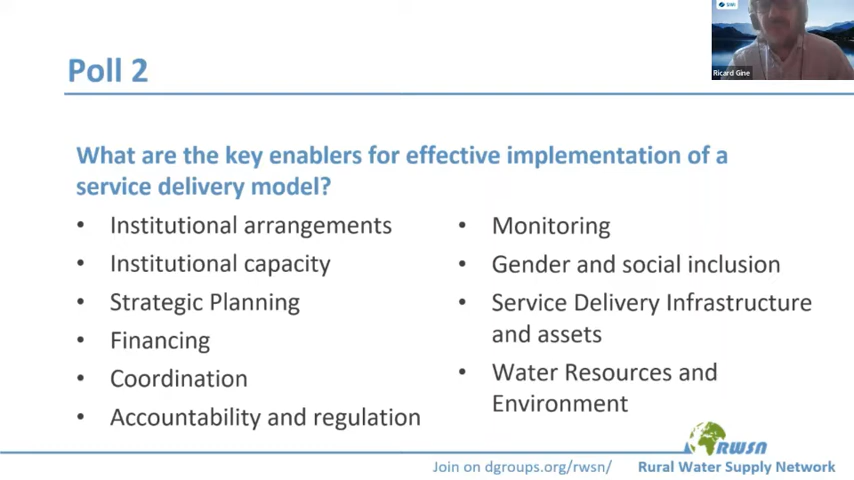 SIWI
Ricard Gine
Poll 2
What are the key enablers for effective implementation of a
service delivery model?
• Institutional arrangements
• Institutional capacity
• Strategic Planning
• Financing
• Coordination
• Accountability and regulation
• Monitoring
• Gender and social inclusion
• Service Delivery Infrastructure
and assets
• Water Resources and
Environment
RWSN
Join on dgroups.org/rwsn/
Rural Water Supply Network